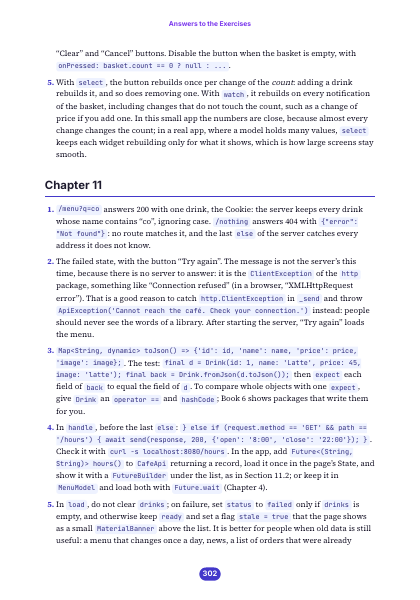 Answers to the Exercises
“Clear” and “Cancel” buttons. Disable the button when the basket is empty, with
onPressed: basket.count == 0 ? null : ... .
5. With select, the button rebuilds once per change of the count: adding a drink
rebuilds it, and so does removing one. With watch, it rebuilds on every notification
of the basket, including changes that do not touch the count, such as a change of
price if you add one. In this small app the numbers are close, because almost every
change changes the count; in a real app, where a model holds many values, select
keeps each widget rebuilding only for what it shows, which is how large screens stay
smooth.
Chapter 11
1. /menu?q=co answers 200 with one drink, the Cookie: the server keeps every drink
whose name contains “co”, ignoring case. /nothing answers 404 with {"error":
"Not found"}: no route matches it, and the last else of the server catches every
address it does not know.
2. The failed state, with the button “Try again”. The message is not the server’s this
time, because there is no server to answer: it is the ClientException of the http
package, something like “Connection refused” (in a browser, “XMLHttpRequest
error”). That is a good reason to catch http.ClientException in _send and throw
ApiException('Cannot reach the café. Check your connection.') instead: people
should never see the words of a library. After starting the server, “Try again” loads
the menu.
3. Map<String, dynamic> toJson() => {'id': id, 'name': name, 'price': price,
'image': image}; . The test: final d = Drink(id: 1, name: 'Latte', price: 45,
image: 'latte'); final back = Drink.fromJson(d.toJson()); then expect each
field of back to equal the field of d. To compare whole objects with one expect,
give Drink an operator == and hashCode; Book 6 shows packages that write them
for you.
4. In handle, before the last else: } else if (request.method == 'GET' && path ==
'/hours') { await send(response, 200, {'open': '8:00', 'close': '22:00'}); } .
Check it with curl -s localhost:8080/hours. In the app, add Future<(String,
String)> hours() to CafeApi returning a record, load it once in the page’s State, and
show it with a FutureBuilder under the list, as in Section 11.2; or keep it in
MenuModel and load both with Future.wait (Chapter 4).
5. In load, do not clear drinks; on failure, set status to failed only if drinks is
empty, and otherwise keep ready and set a flag stale = true that the page shows
as a small MaterialBanner above the list. It is better for people when old data is still
useful: a menu that changes once a day, news, a list of orders that were already
302